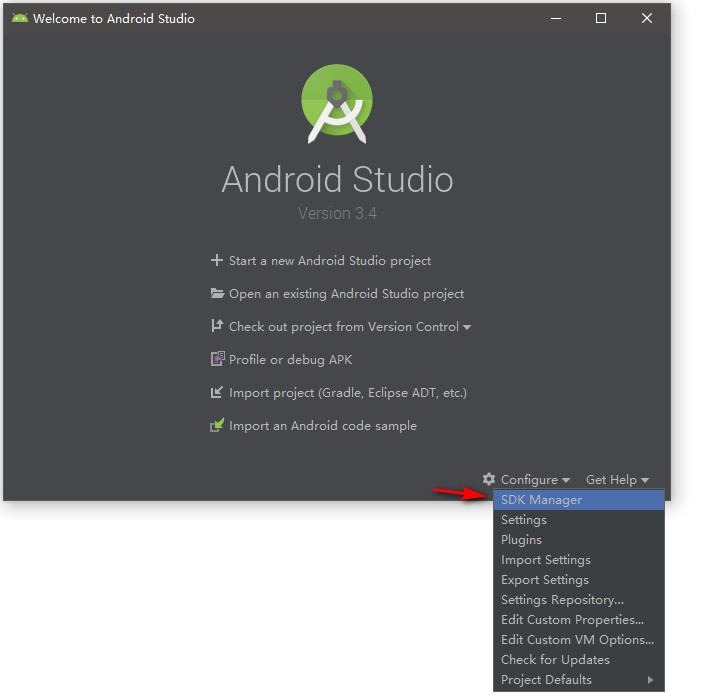 Welcome to Android Studio
Android Studio
Version 3.4
Start a new Android Studio project
Open an existing Android Studio project
Check out project from Version Control
Profile or debug APK
Import project (Gradle, Eclipse ADT, etc.)
Import an Android code sample
Configure Get Help
SDK Manager
Settings
Plugins
Import Settings
Export Settings
Settings Repository...
Edit Custom Properties...
Edit Custom VM Options...
Check for Updates
Project Defaults